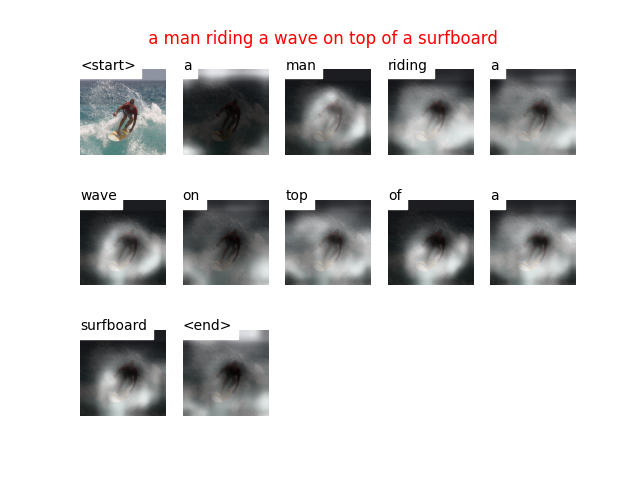 a man riding a wave on top of a surfboard
<start> a man riding a
wave on top of a
surfboard <end>